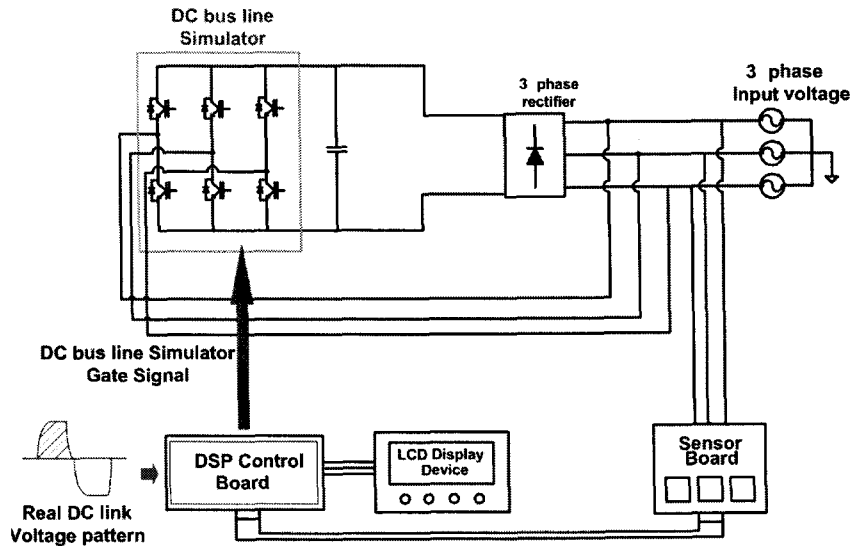 DC bus line
Simulator
3 phase
rectifier
3 phase
Input voltage
DC bus line Simulator
Gate Signal
DSP Control
Board
LCD Display
Device
Sensor
Board
Real DC link
Voltage pattern